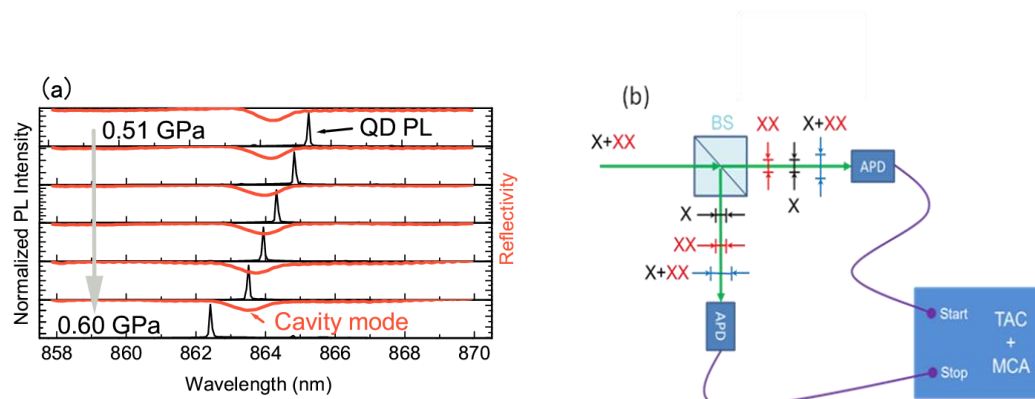 (a)
0.51 GPa
QD PL
Normalized PL Intensity
Reflectivity
0.60 GPa
Cavity mode
858 860 862 864 866 868 870
Wavelength (nm)
(b)
BS
XX X+XX
X+XX
APD
X
X
XX
X+XX
APD
Start
TAC
+
MCA
Stop